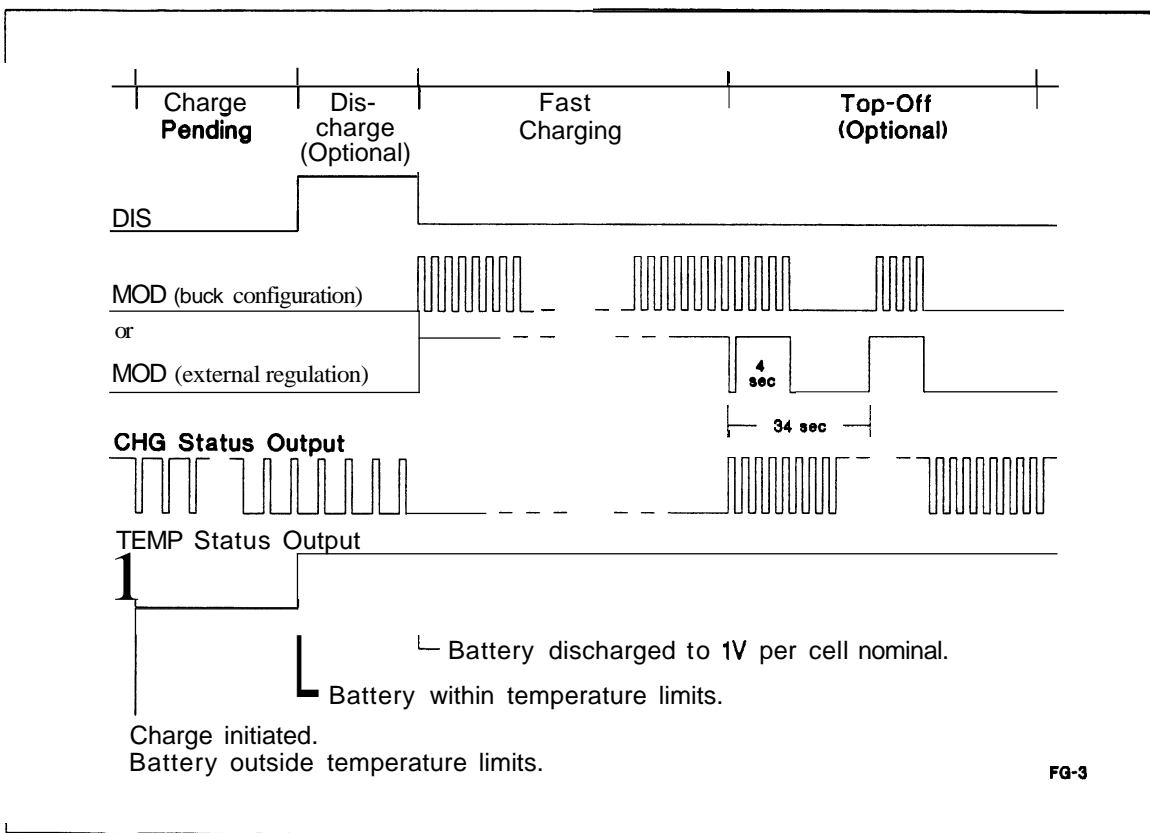 Charge
Pending
Dis-
charge
(Optional)
Fast
Charging
Top-Off
(Optional)
DIS
MOD (buck configuration)
or
MOD (external regulation)
4
sec
34 sec
CHG Status Output
TEMP Status Output
1
Battery discharged to 1V per cell nominal.
Battery within temperature limits.
Charge initiated.
Battery outside temperature limits.
FG-3